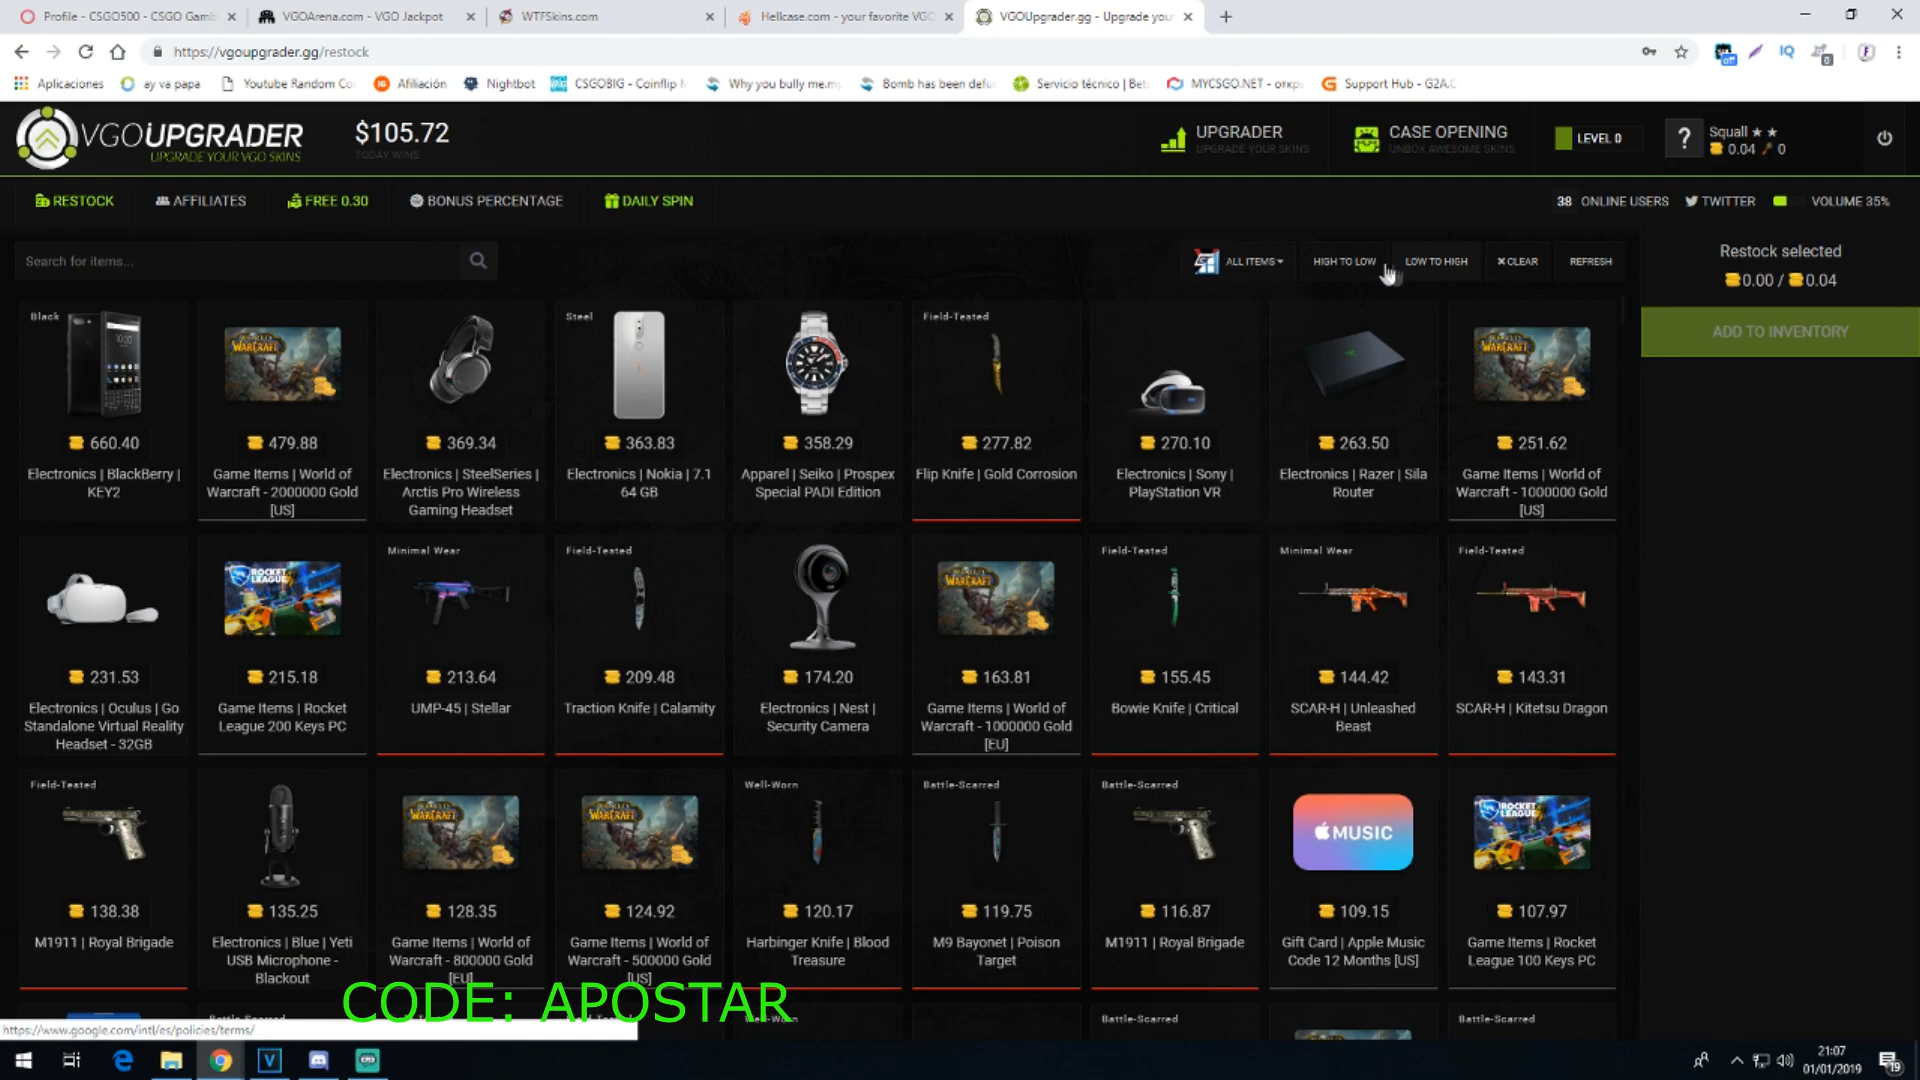 Profile - CSGO500 - CSGO Gamb
VGOArena.com - VGO Jackpot
WTFSkins.com
Hellcase.com - your favorite VGO
VGOUpgrader.gg - Upgrade you
https://vgoupgrader.gg/restock
IQ
off
0
Aplicaciones
ay va papa
Youtube Random Co
Afiliación
Nightbot
CSGOBIG - Coinflip
Why you bully me.m
Bomb has been defu
Servicio técnico | Bet
MYCSGO.NET - откр
Support Hub - G2A.C
VGOUPGRADER
UPGRADE YOUR VGO SKINS
$105.72
TODAY WINS
UPGRADER
UPGRADE YOUR SKINS
CASE OPENING
UNBOX AWESOME SKINS
LEVEL 0
?
Squall ★ ★
0.04 0
RESTOCK
AFFILIATES
FREE 0.30
BONUS PERCENTAGE
DAILY SPIN
38 ONLINE USERS
TWITTER
VOLUME 35%
Search for items...
ALL ITEMS
HIGH TO LOW
LOW TO HIGH
CLEAR
REFRESH
Restock selected
0.00 / 0.04
ADD TO INVENTORY
Black
660.40
Electronics | BlackBerry |
KEY2
479.88
Game Items | World of
Warcraft - 2000000 Gold
[US]
369.34
Electronics | SteelSeries |
Arctis Pro Wireless
Gaming Headset
Steel
363.83
Electronics | Nokia | 7.1
64 GB
358.29
Apparel | Seiko | Prospex
Special PADI Edition
Field-Tested
277.82
Flip Knife | Gold Corrosion
270.10
Electronics | Sony |
PlayStation VR
263.50
Electronics | Razer | Sila
Router
251.62
Game Items | World of
Warcraft - 1000000 Gold
[US]
231.53
Electronics | Oculus | Go
Standalone Virtual Reality
Headset - 32GB
ROCKET
LEAGUE
215.18
Game Items | Rocket
League 200 Keys PC
Minimal Wear
213.64
UMP-45 | Stellar
Field-Tested
209.48
Traction Knife | Calamity
174.20
Electronics | Nest |
Security Camera
163.81
Game Items | World of
Warcraft - 1000000 Gold
[EU]
Field-Tested
155.45
Bowie Knife | Critical
Minimal Wear
144.42
SCAR-H | Unleashed
Beast
Field-Tested
143.31
SCAR-H | Kitetsu Dragon
Field-Tested
138.38
M1911 | Royal Brigade
135.25
Electronics | Blue | Yeti
USB Microphone -
Blackout
128.35
Game Items | World of
Warcraft - 800000 Gold
[EU]
124.92
Game Items | World of
Warcraft - 500000 Gold
[US]
Well-Worn
120.17
Harbinger Knife | Blood
Treasure
Battle-Scarred
119.75
M9 Bayonet | Poison
Target
Battle-Scarred
116.87
M1911 | Royal Brigade
MUSIC
109.15
Gift Card | Apple Music
Code 12 Months [US]
ROCKET
LEAGUE
107.97
Game Items | Rocket
League 100 Keys PC
CODE: APOSTAR
Battle-Scarred
Battle-Scarred
https://www.google.com/intl/es/policies/terms/
21:07
01/01/2019
19